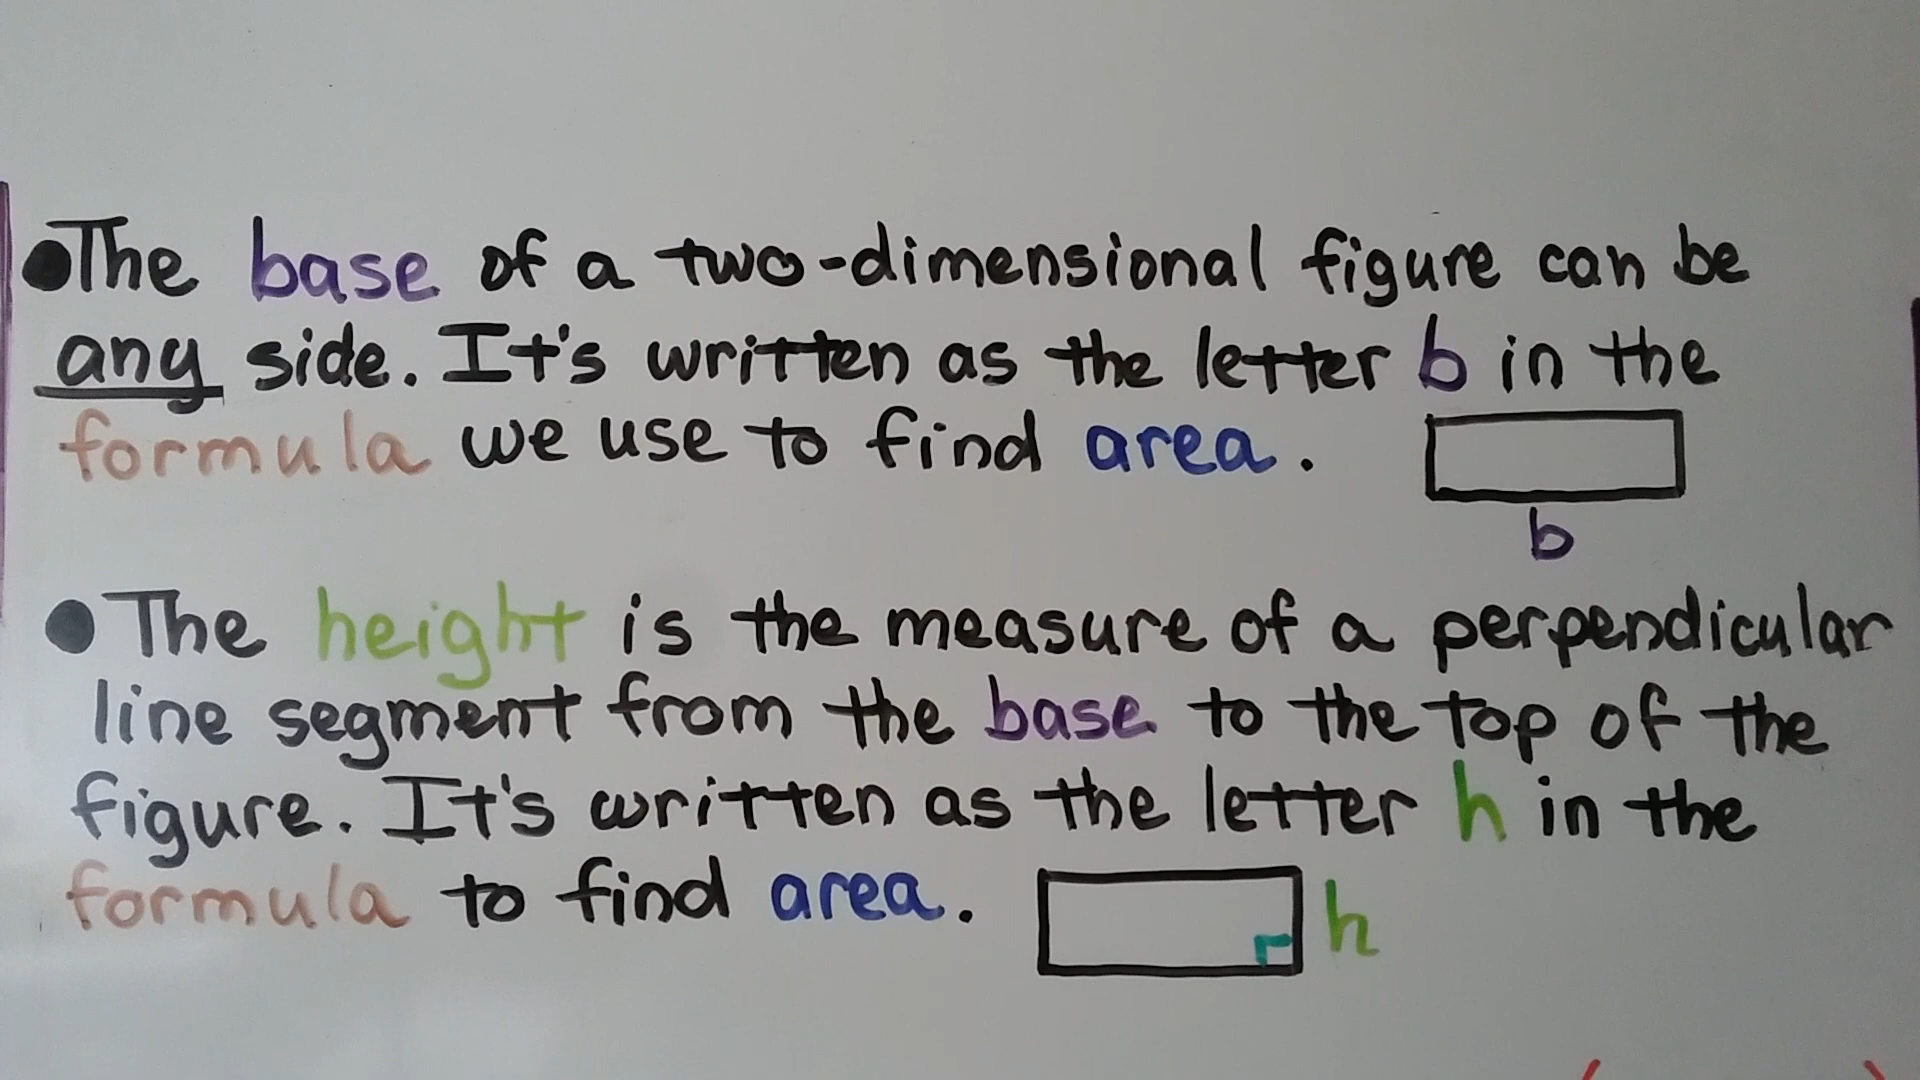 ●The base of a two-dimensional figure can be
any side. It's written as the letter b in the
formula we use to find area.
b
● The height is the measure of a perpendicular
line segment from the base to the top of the
figure. It's written as the letter h in the
formula to find area.
h